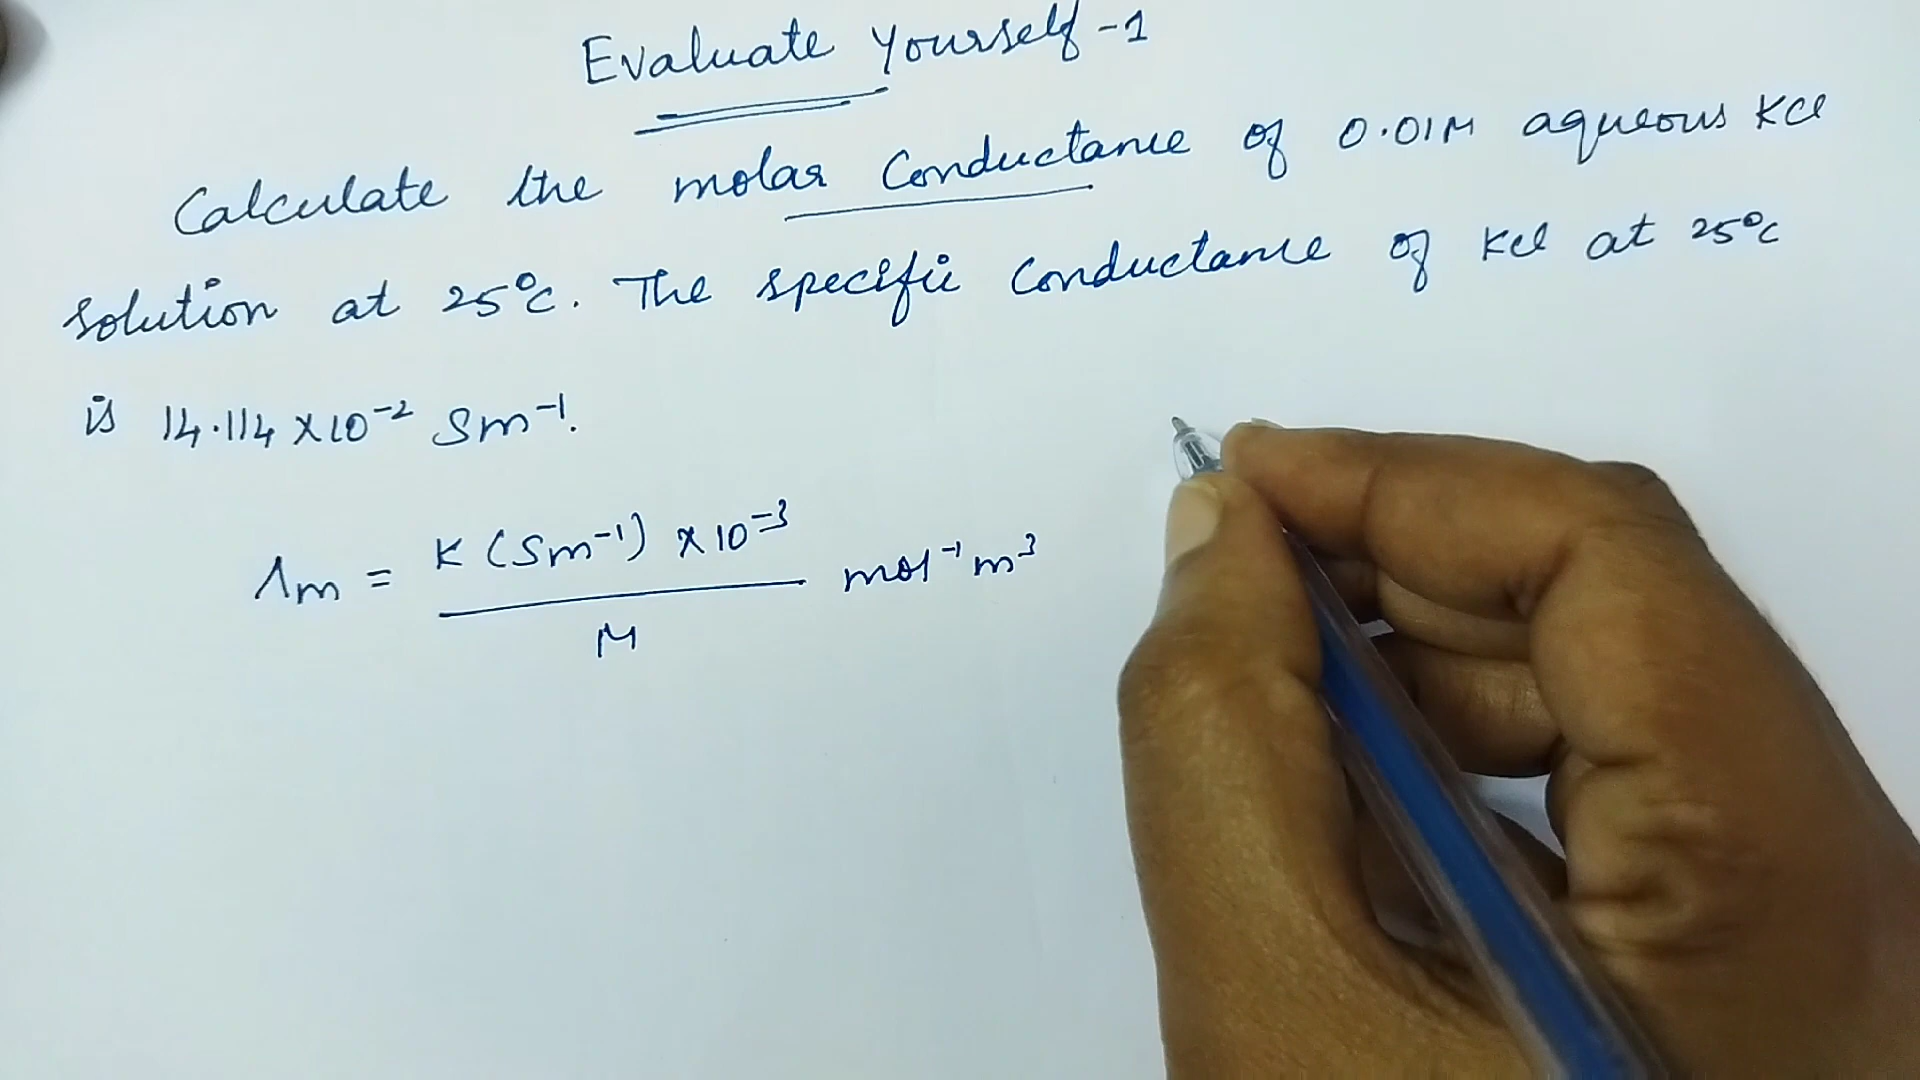 Evaluate Yourself-1
Calculate the molar Conductance of 0.01M aqueous KCl
solution at 25°C. The specific Conductance of KCl at 25°C
is 14.114 × 10⁻² Sm⁻¹.
Λm = K (Sm⁻¹) × 10⁻³ / M mol⁻¹ m³